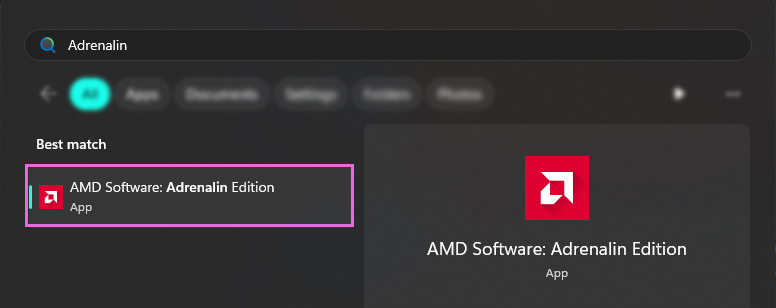 Adrenalin
All
Apps
Documents
Settings
Folders
Photos
Best match
AMD Software: Adrenalin Edition
App
AMD Software: Adrenalin Edition
App